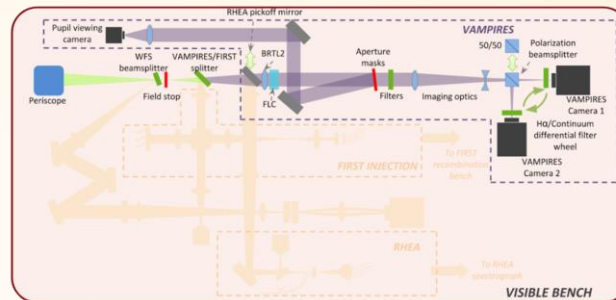 RHEA pickoff mirror
Pupil viewing
camera
VAMPIRES
50/50
Polarization
beamsplitter
WFS
beamsplitter
VAMPIRES/FIRST
splitter
BRTL2
Aperture
masks
Periscope
Field stop
FLC
Filters
Imaging optics
VAMPIRES
Camera 1
Hα/Continuum
differential filter
wheel
VAMPIRES
Camera 2
FIRST INJECTION
To FIRST
recombination
bench
RHEA
To RHEA
spectrograph
VISIBLE BENCH